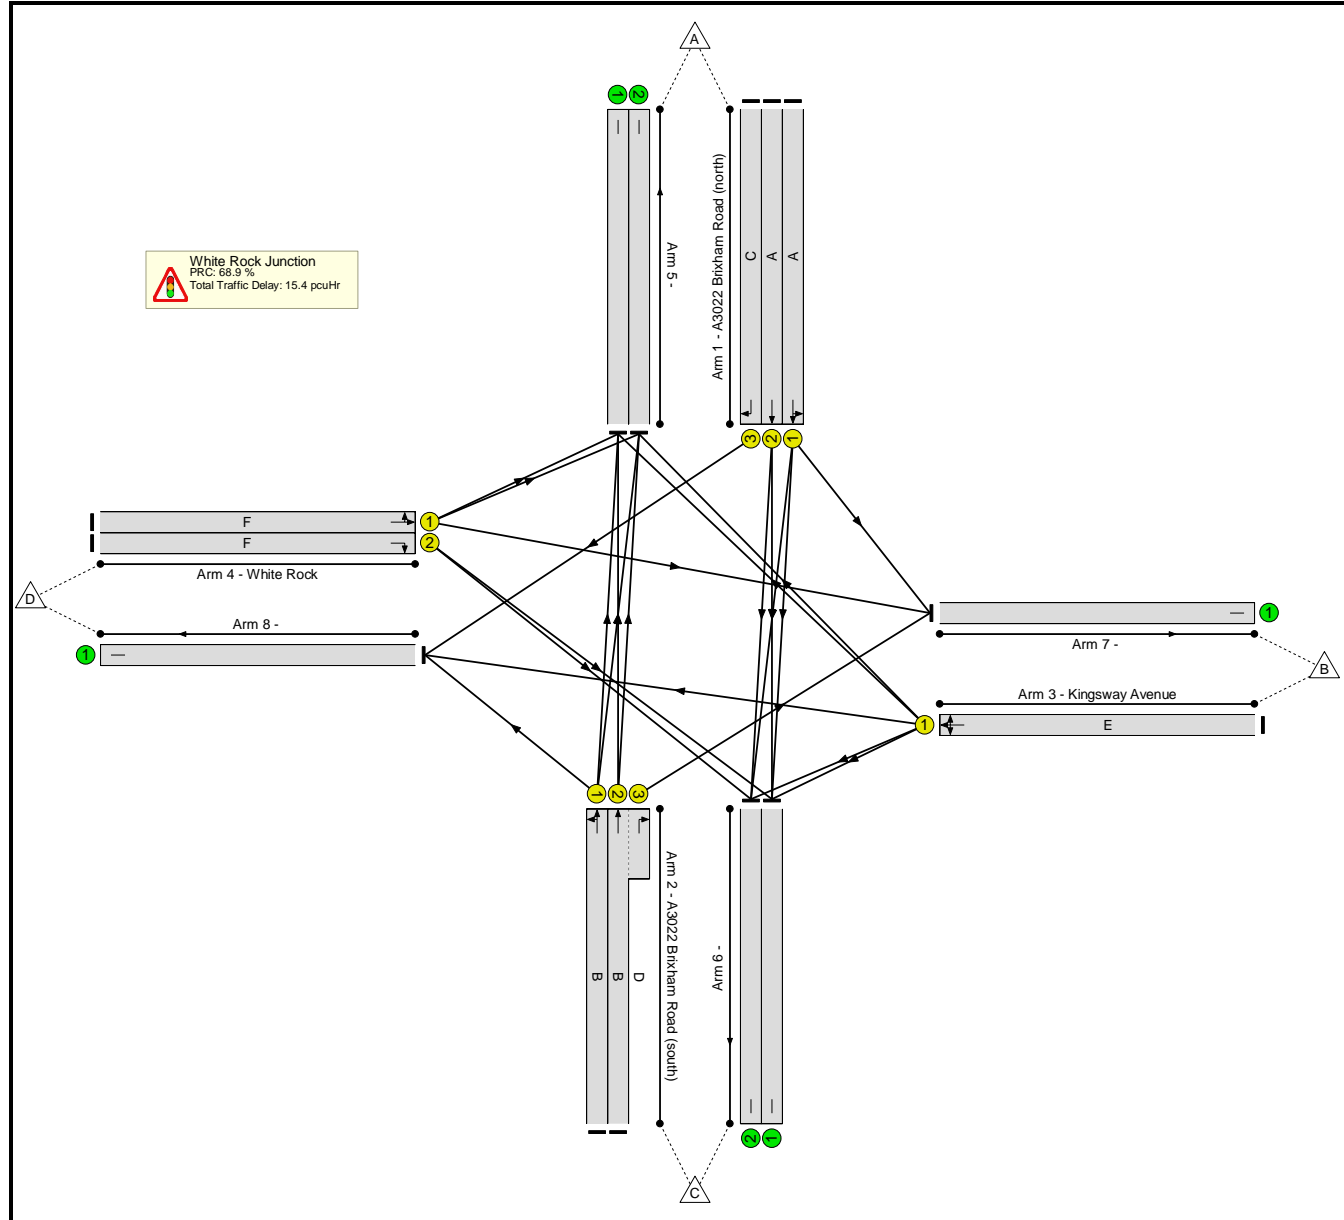 A
1
2
Arm 5 -
Arm 1 - A3022 Brixham Road (north)
C
A
A
White Rock Junction
PRC: 68.9 %
Total Traffic Delay: 15.4 pcuHr
3
2
1
F
1
F
2
Arm 4 - White Rock
D
Arm 8 -
1
1
Arm 7 -
B
Arm 3 - Kingsway Avenue
1
E
1
2
3
Arm 2 - A3022 Brixham Road (south)
Arm 6 -
B
B
D
2
1
C